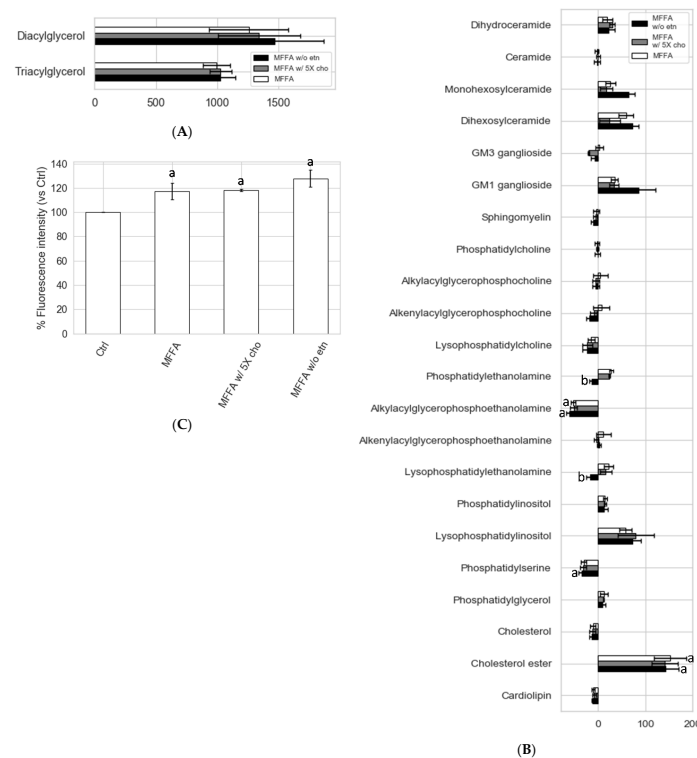 Diacylglycerol
Triacylglycerol
MFFA w/o etn
MFFA w/ 5X cho
MFFA
0 500 1000 1500
(A)
% Fluorescence intensity (vs Ctrl)
140
120
100
80
60
40
20
0
a a a
Ctrl
MFFA
MFFA w/ 5X cho
MFFA w/o etn
(C)
MFFA
w/o etn
MFFA
w/ 5X cho
MFFA
Dihydroceramide
Ceramide
Monohexosylceramide
Dihexosylceramide
GM3 ganglioside
GM1 ganglioside
Sphingomyelin
Phosphatidylcholine
Alkylacylglycerophosphocholine
Alkenylacylglycerophosphocholine
Lysophosphatidylcholine
Phosphatidylethanolamine
b
Alkylacylglycerophosphoethanolamine
a
a
Alkenylacylglycerophosphoethanolamine
Lysophosphatidylethanolamine
b
Phosphatidylinositol
Lysophosphatidylinositol
Phosphatidylserine
a
Phosphatidylglycerol
Cholesterol
Cholesterol ester
a
a
Cardiolipin
0 100 200
(B)